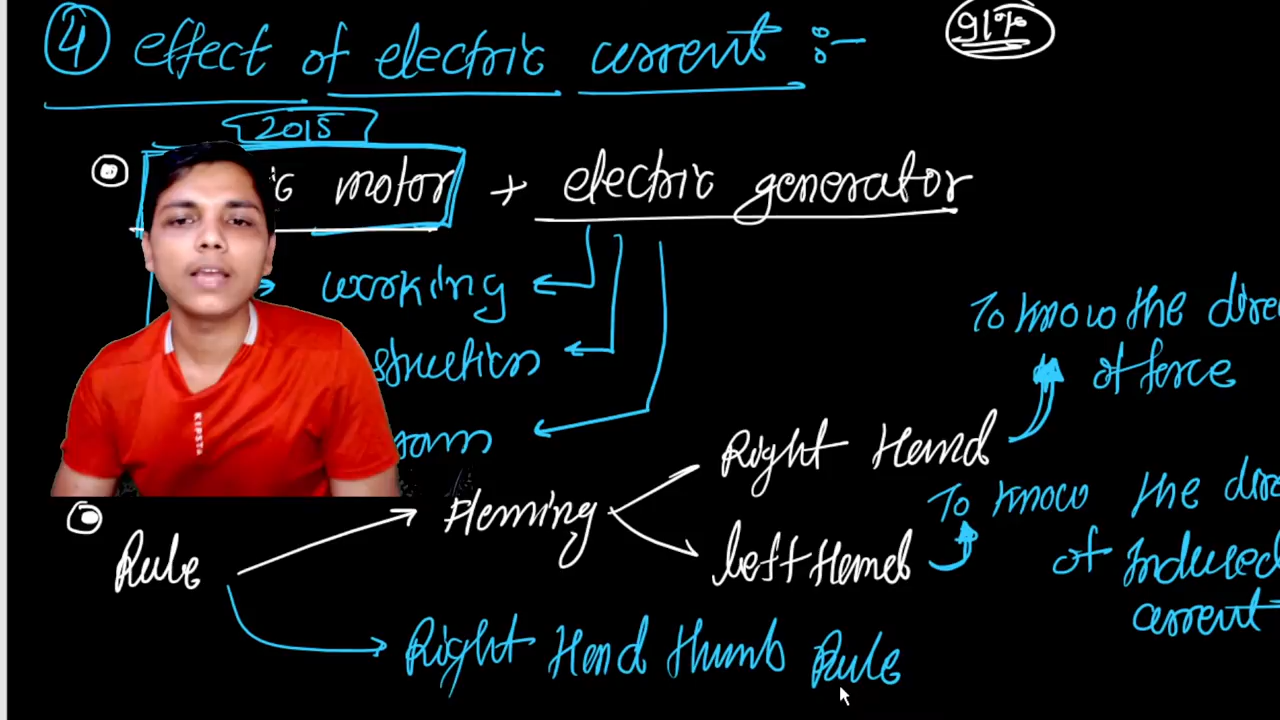 4 effect of electric current :-
91%
2015
motor + electric generator
working
struction
To know the dire
of force
Right Hand
Fleming
To know the dire
of Induced
current
left Hand
Rule
Right Hand thumb Rule
KIPSTA